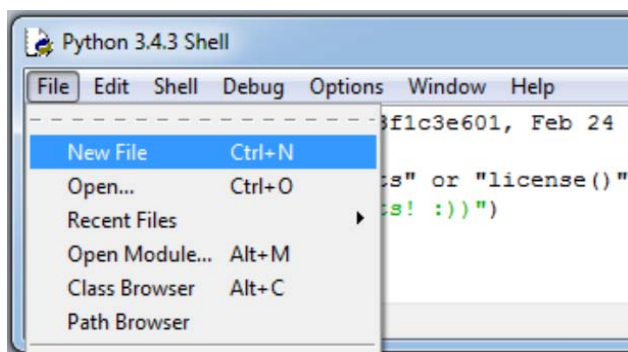 Python 3.4.3 Shell
File Edit Shell Debug Options Window Help
3f1c3e601, Feb 24
New File Ctrl+N
Open... Ctrl+O
:s" or "license()"
Recent Files
:s! :))")
Open Module... Alt+M
Class Browser Alt+C
Path Browser